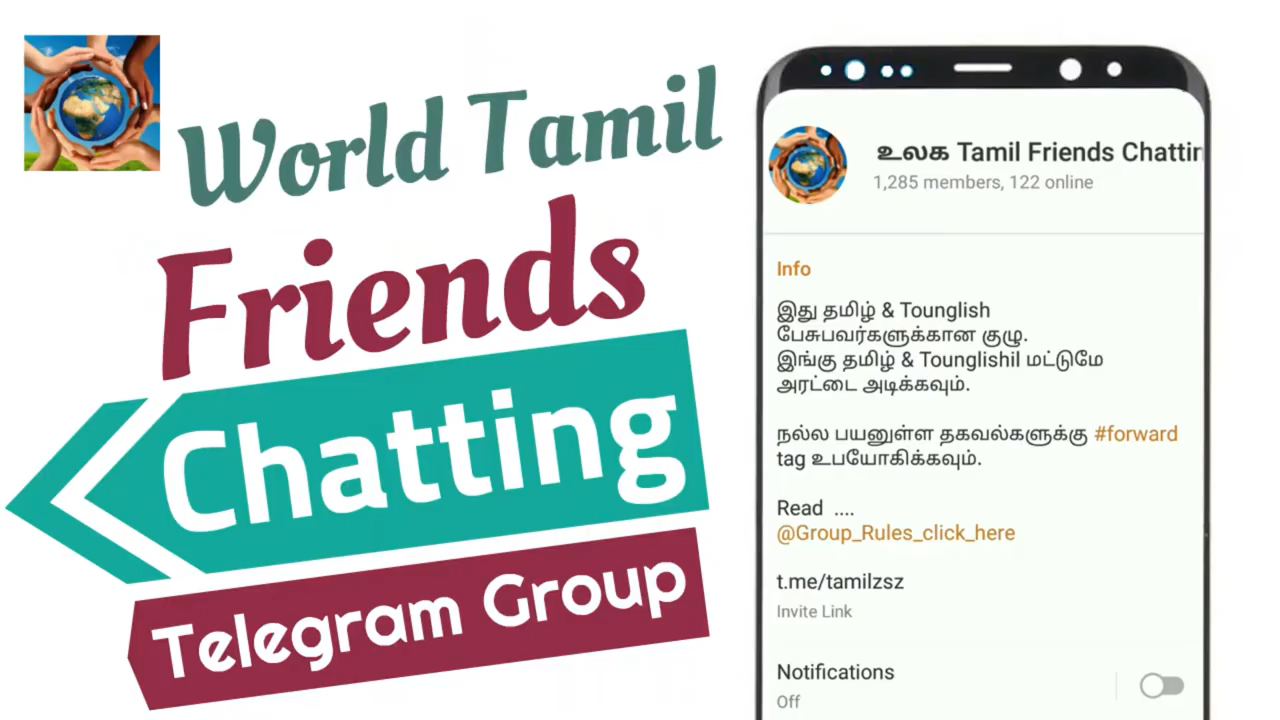 World Tamil
Friends
Chatting
Telegram Group
உலக Tamil Friends Chattin
1,285 members, 122 online
Info
இது தமிழ் & Tounglish
பேசுபவர்களுக்கான குழு.
இங்கு தமிழ் & Tounglishil மட்டுமே
அரட்டை அடிக்கவும்.
நல்ல பயனுள்ள தகவல்களுக்கு #forward
tag உபயோகிக்கவும்.
Read ....
@Group_Rules_click_here
t.me/tamilzsz
Invite Link
Notifications
Off